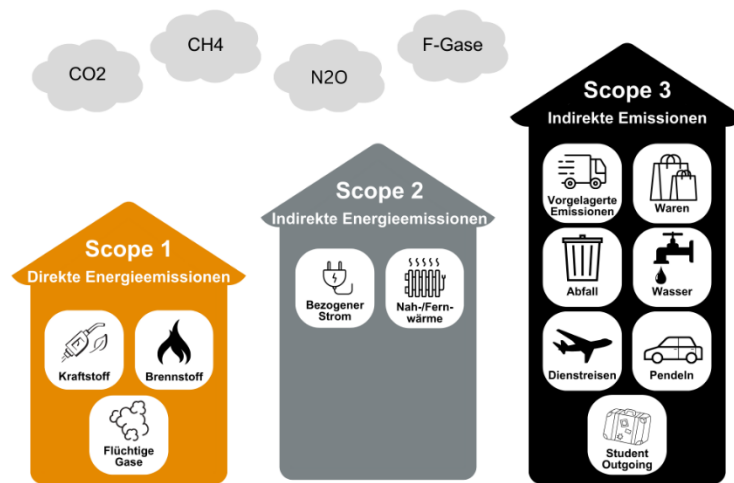 CO2
CH4
N2O
F-Gase
Scope 1
Direkte Energieemissionen
Kraftstoff
Brennstoff
Flüchtige
Gase
Scope 2
Indirekte Energieemissionen
Bezogener
Strom
Nah-/Fern-
wärme
Scope 3
Indirekte Emissionen
Vorgelagerte
Emissionen
Waren
Abfall
Wasser
Dienstreisen
Pendeln
Student
Outgoing